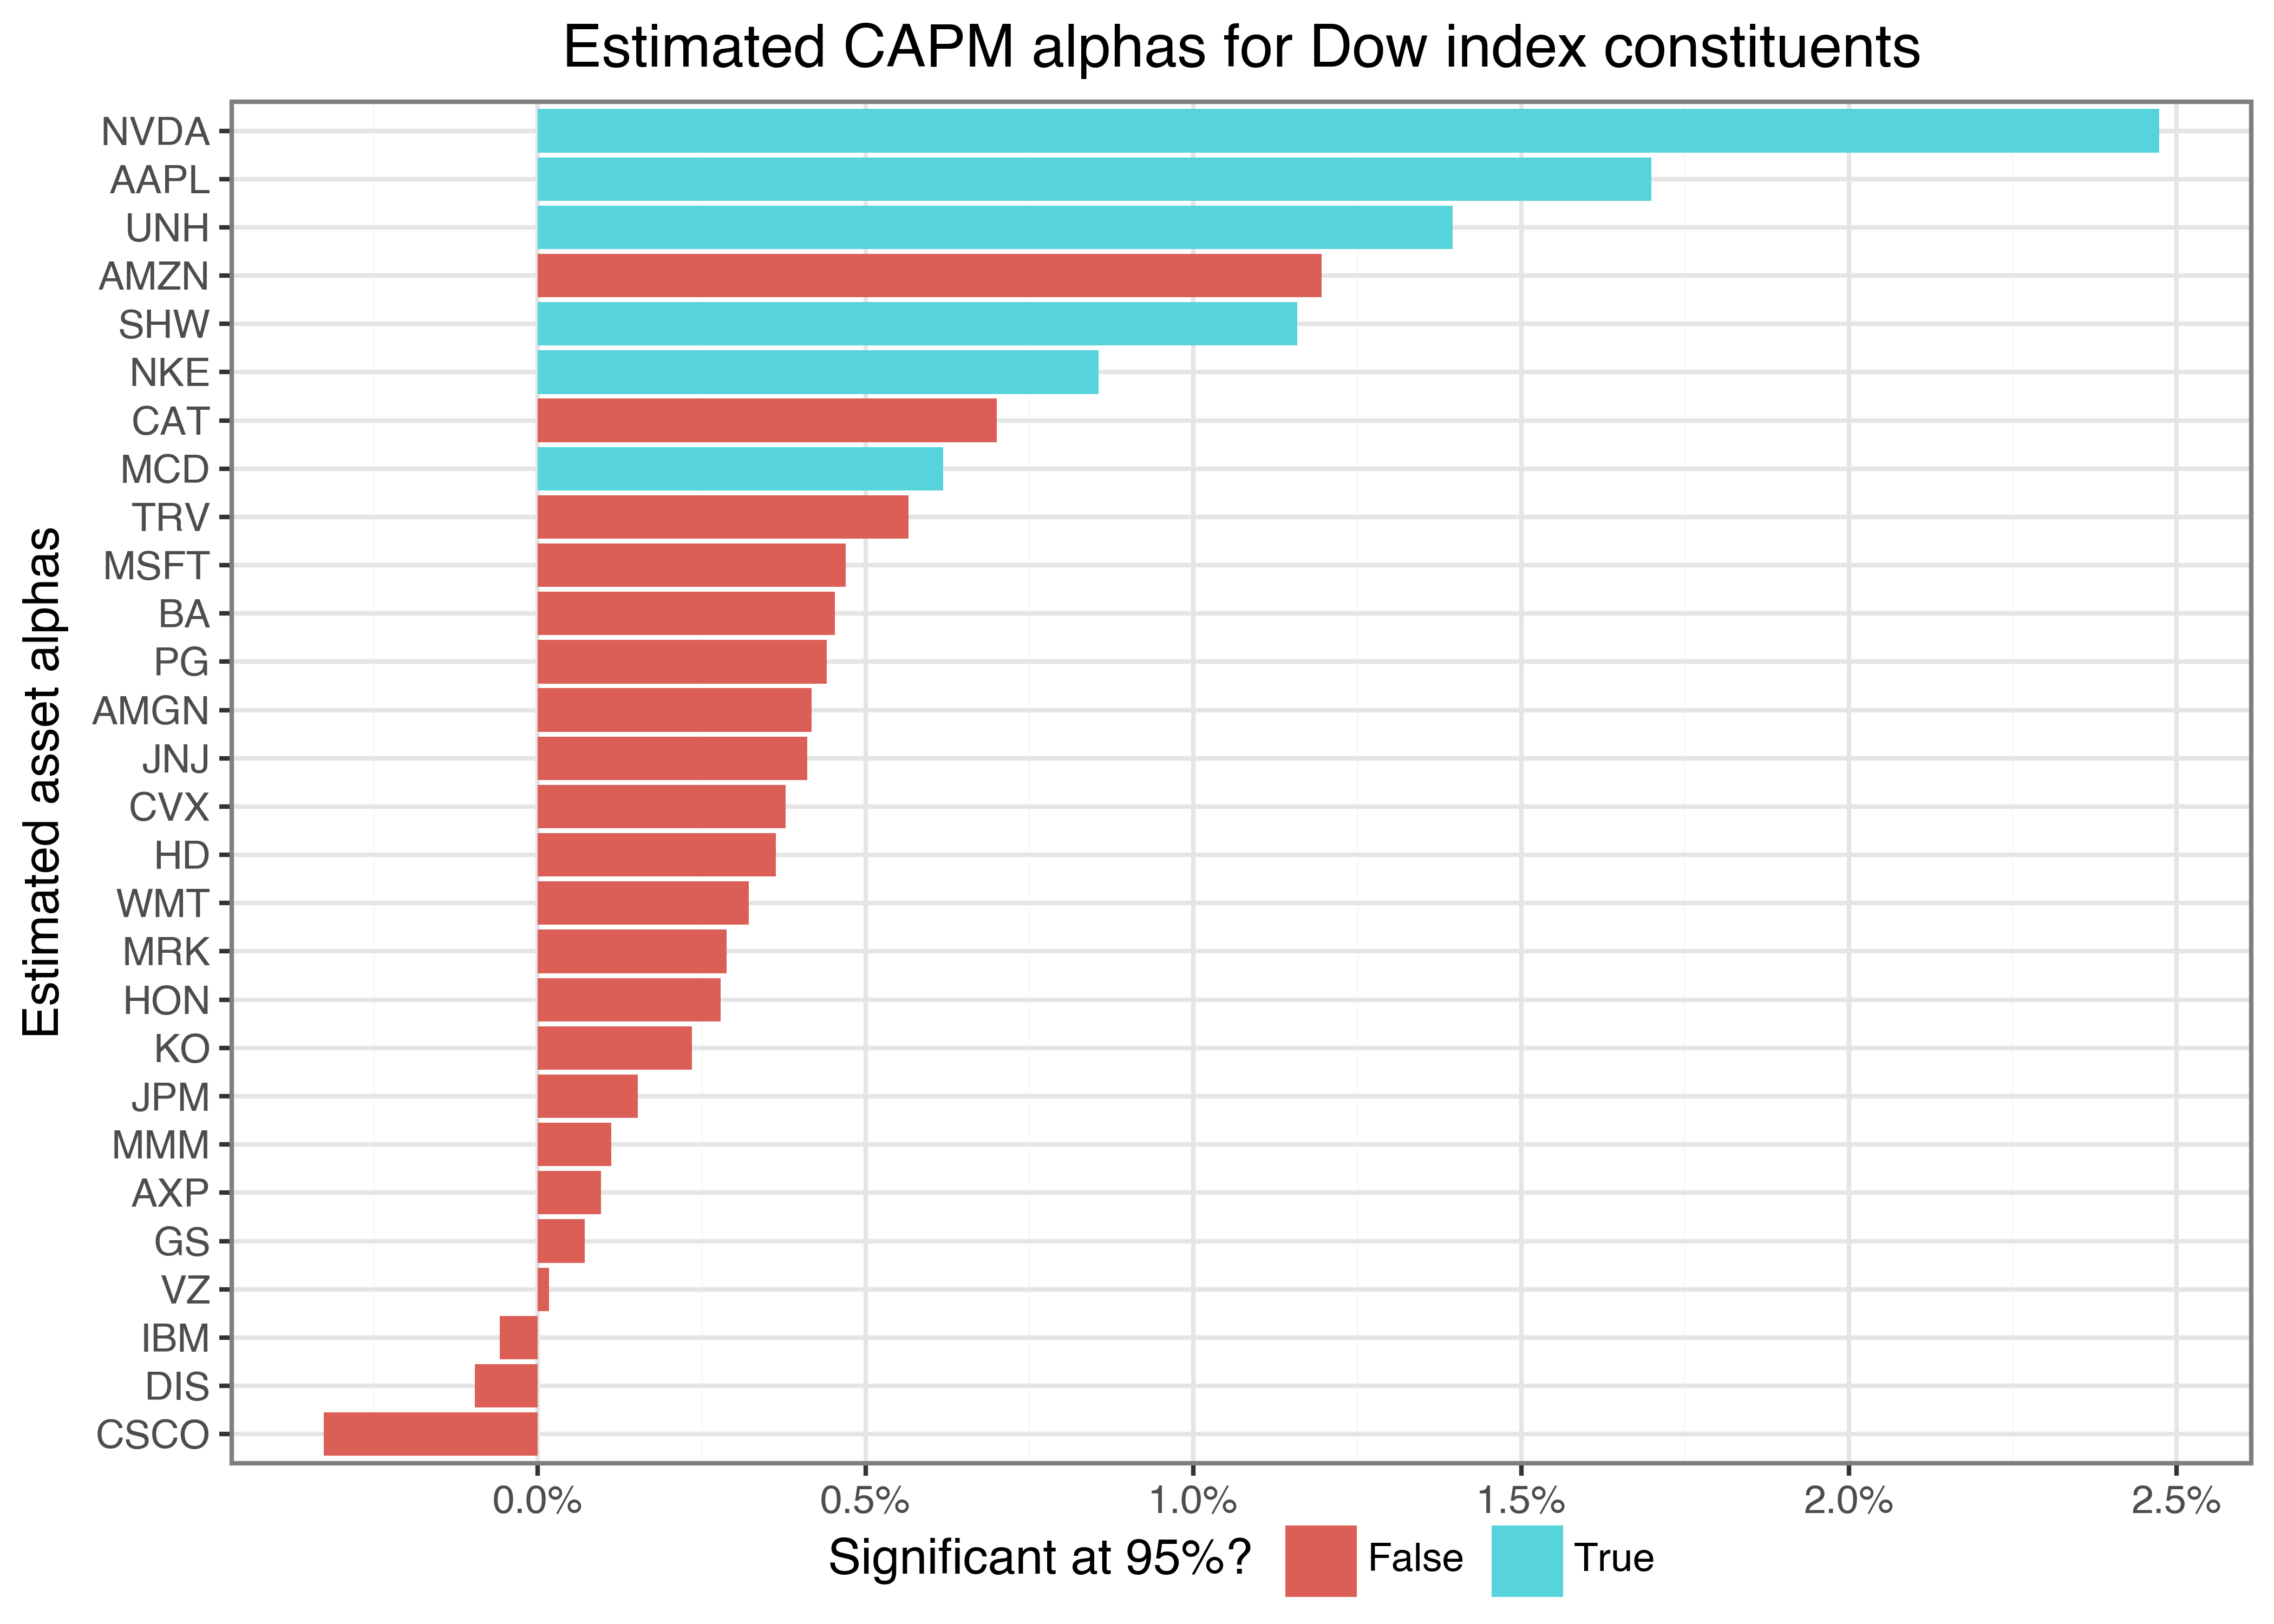 Estimated CAPM alphas for Dow index constituents
Estimated asset alphas
NVDA
AAPL
UNH
AMZN
SHW
NKE
CAT
MCD
TRV
MSFT
BA
PG
AMGN
JNJ
CVX
HD
WMT
MRK
HON
KO
JPM
MMM
AXP
GS
VZ
IBM
DIS
CSCO
0.0% 0.5% 1.0% 1.5% 2.0% 2.5%
Significant at 95%? False True